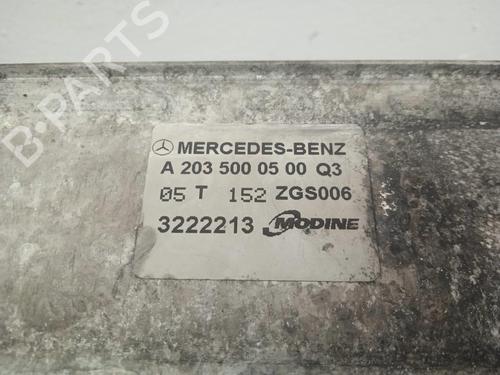 B-PARTS
MERCEDES-BENZ
A 203 500 05 00 Q3
05 T 152 ZGS006
3222213 MODINE